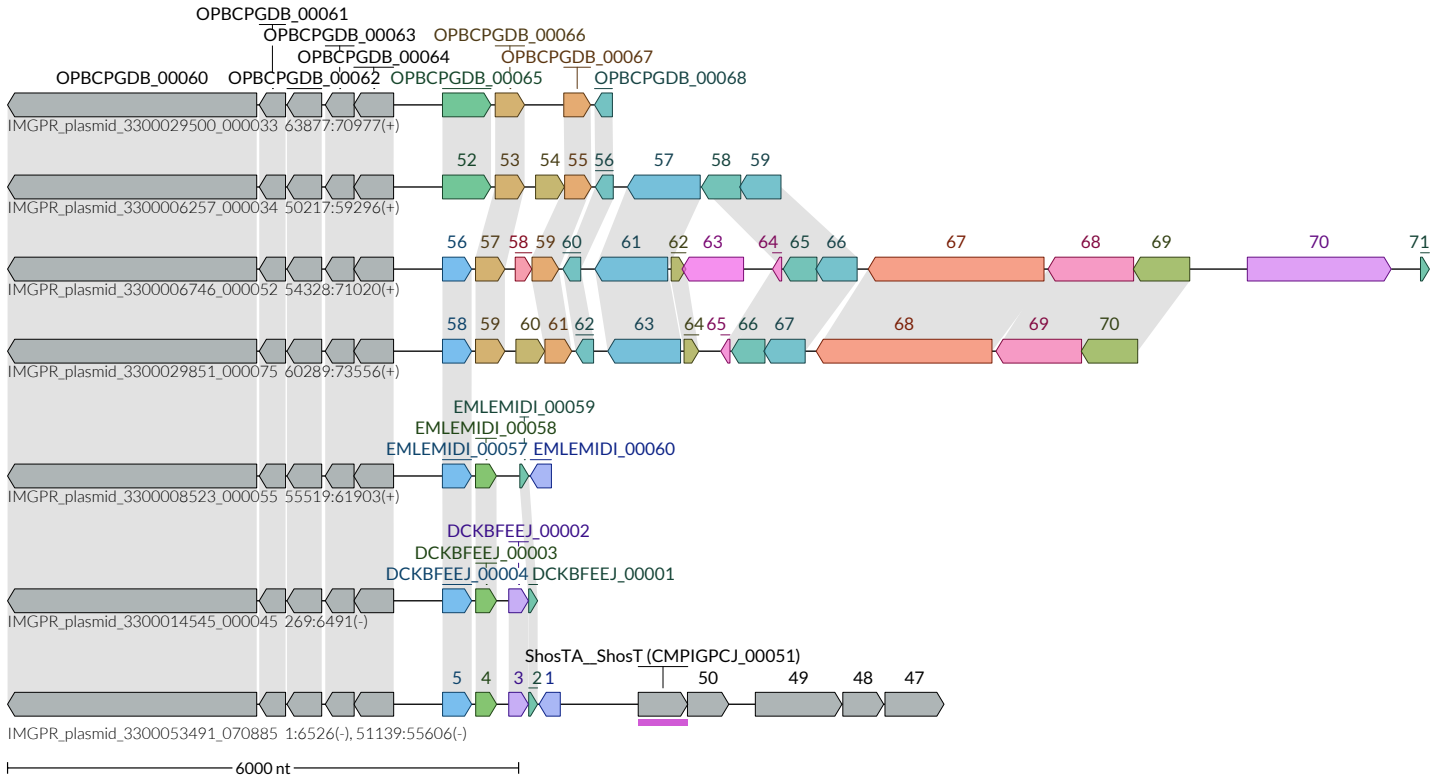 OPBCPGDB_00061
OPBCPGDB_00063 OPBCPGDB_00066
OPBCPGDB_00064 OPBCPGDB_00067
OPBCPGDB_00060 OPBCPGDB_00062 OPBCPGDB_00065 OPBCPGDB_00068
IMGPR_plasmid_3300029500_000033 63877:70977(+)
52 53 54 55 56 57 58 59
IMGPR_plasmid_3300006257_000034 50217:59296(+)
56 57 58 59 60 61 62 63 64 65 66 67 68 69 70 71
IMGPR_plasmid_3300006746_000052 54328:71020(+)
58 59 60 61 62 63 64 65 66 67 68 69 70
IMGPR_plasmid_3300029851_000075 60289:73556(+)
EMLEMIDI_00059
EMLEMIDI_00058
EMLEMIDI_00057 EMLEMIDI_00060
IMGPR_plasmid_3300008523_000055 55519:61903(+)
DCKBFEEJ_00002
DCKBFEEJ_00003
DCKBFEEJ_00004 DCKBFEEJ_00001
IMGPR_plasmid_3300014545_000045 269:6491(-)
ShosTA__ShosT (CMPIGPCJ_00051)
5 4 3 2 1 50 49 48 47
IMGPR_plasmid_3300053491_070885 1:6526(-), 51139:55606(-)
6000 nt